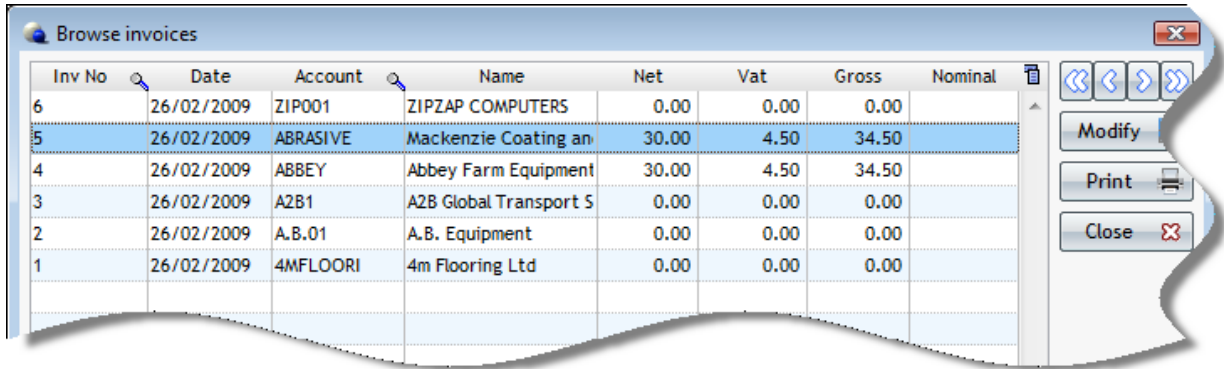 Browse invoices
Inv No Date Account Name Net Vat Gross Nominal
6 26/02/2009 ZIP001 ZIPZAP COMPUTERS 0.00 0.00 0.00
5 26/02/2009 ABRASIVE Mackenzie Coating an 30.00 4.50 34.50
Modify
4 26/02/2009 ABBEY Abbey Farm Equipment 30.00 4.50 34.50
Print
3 26/02/2009 A2B1 A2B Global Transport S 0.00 0.00 0.00
2 26/02/2009 A.B.01 A.B. Equipment 0.00 0.00 0.00
Close
1 26/02/2009 4MFLOORI 4m Flooring Ltd 0.00 0.00 0.00